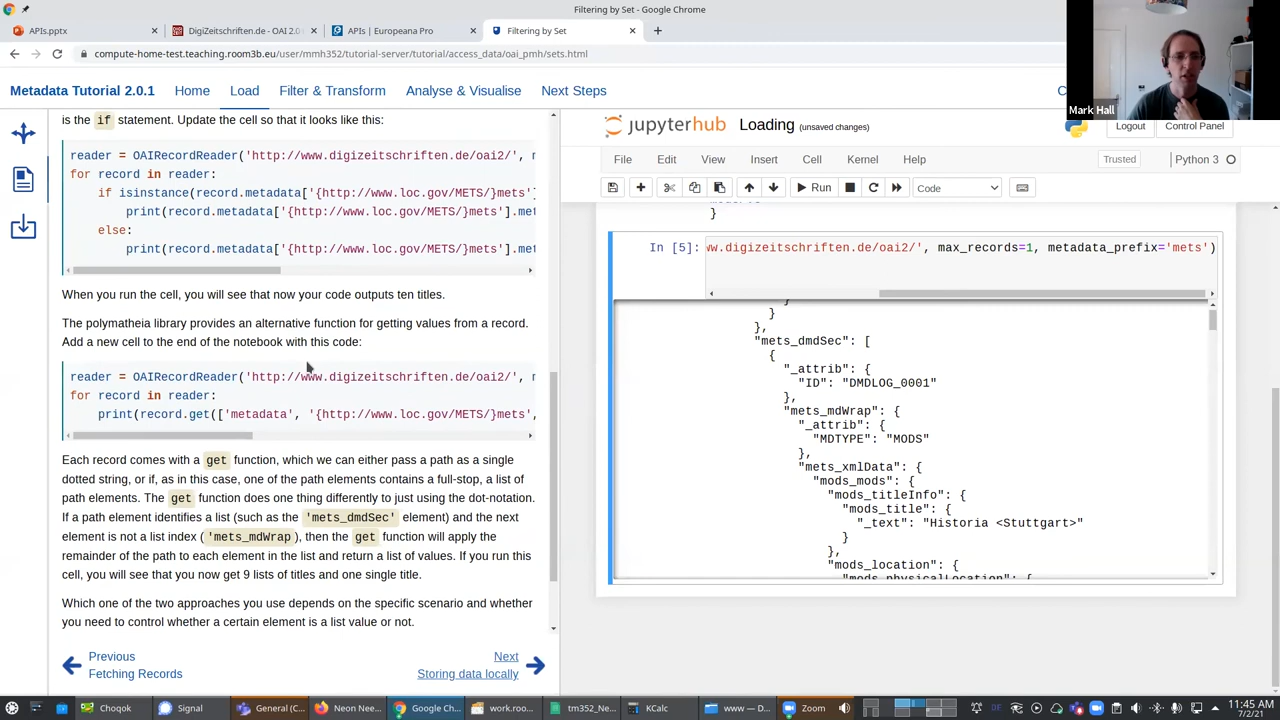 Filtering by Set - Google Chrome
APIs.pptx
DigiZeitschriften.de - OAI 2.0
APIs | Europeana Pro
Filtering by Set
compute-home-test.teaching.room3b.eu/user/mmh352/tutorial-server/tutorial/access_data/oai_pmh/sets.html
Mark Hall
Metadata Tutorial 2.0.1
Home
Load
Filter & Transform
Analyse & Visualise
Next Steps
is the if statement. Update the cell so that it looks like this:
reader = OAIRecordReader('http://www.digizeitschriften.de/oai2/', m
for record in reader:
if isinstance(record.metadata['{http://www.loc.gov/METS/}mets']
print(record.metadata['{http://www.loc.gov/METS/}mets'].met
else:
print(record.metadata['{http://www.loc.gov/METS/}mets'].met
When you run the cell, you will see that now your code outputs ten titles.
The polymatheia library provides an alternative function for getting values from a record.
Add a new cell to the end of the notebook with this code:
reader = OAIRecordReader('http://www.digizeitschriften.de/oai2/', m
for record in reader:
print(record.get(['metadata', '{http://www.loc.gov/METS/}mets',
Each record comes with a get function, which we can either pass a path as a single
dotted string, or if, as in this case, one of the path elements contains a full-stop, a list of
path elements. The get function does one thing differently to just using the dot-notation.
If a path element identifies a list (such as the 'mets_dmdSec' element) and the next
element is not a list index ('mets_mdWrap'), then the get function will apply the
remainder of the path to each element in the list and return a list of values. If you run this
cell, you will see that you now get 9 lists of titles and one single title.
Which one of the two approaches you use depends on the specific scenario and whether
you need to control whether a certain element is a list value or not.
Previous
Fetching Records
Next
Storing data locally
jupyterhub
Loading
(unsaved changes)
Logout
Control Panel
File
Edit
View
Insert
Cell
Kernel
Help
Trusted
Python 3
Run
Code
}
In [5]:
ww.digizeitschriften.de/oai2/', max_records=1, metadata_prefix='mets')
}
}
},
"mets_dmdSec": [
{
"_attrib": {
"ID": "DMDLOG_0001"
},
"mets_mdWrap": {
"_attrib": {
"MDTYPE": "MODS"
},
"mets_xmlData": {
"mods_mods": {
"mods_titleInfo": {
"mods_title": {
"_text": "Historia <Stuttgart>"
}
},
"mods_location": {
"mods_physicalLocation": {
Choqok
Signal
General (C...
Neon Nee...
Google Ch...
work.roo...
tm352_Ne...
KCalc
www — D...
Zoom
11:45 AM
7/2/21